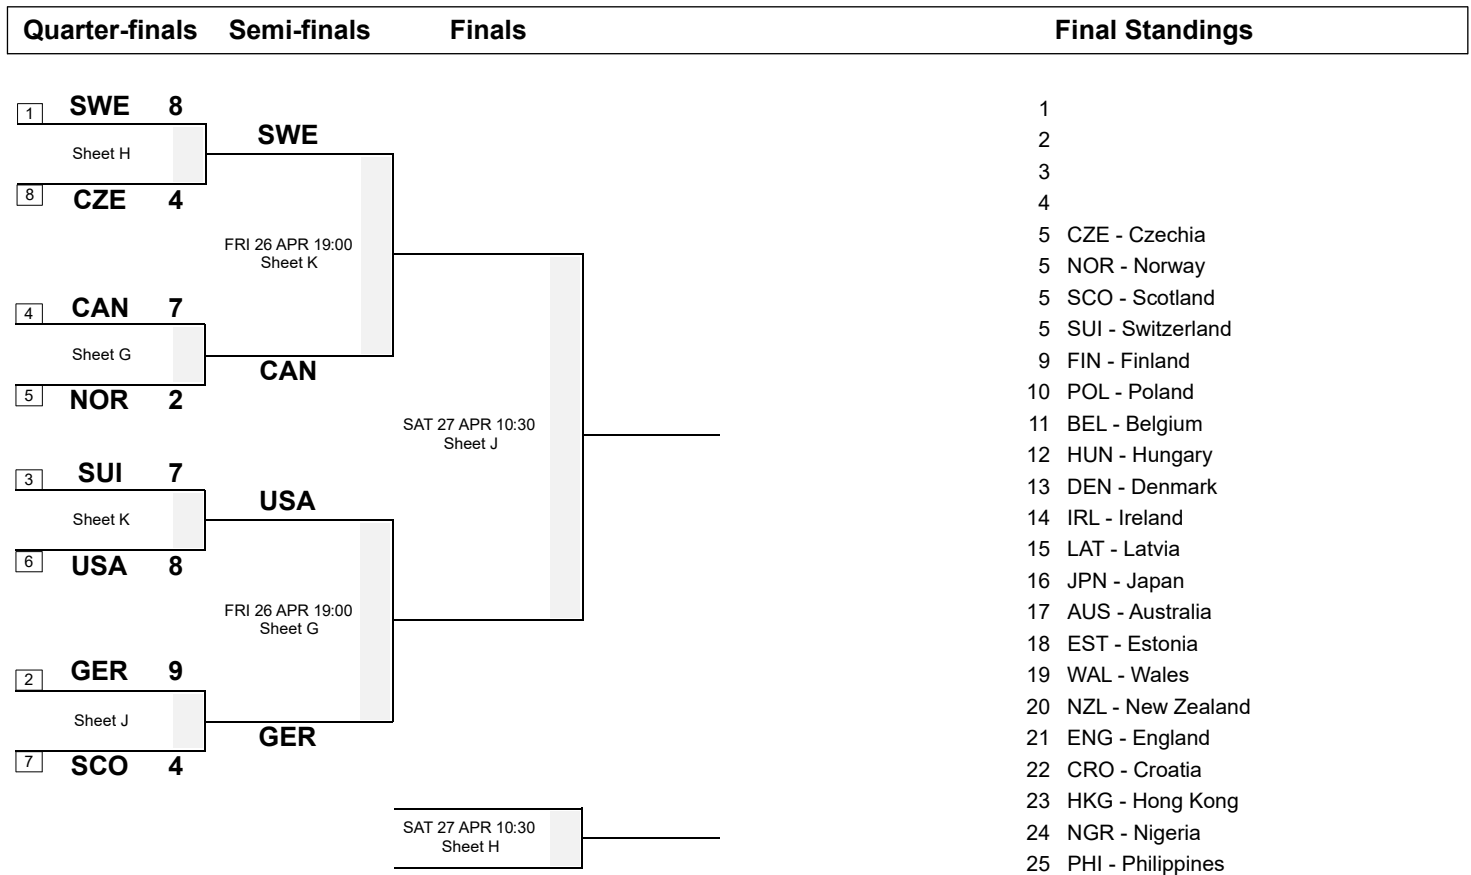 Quarter-finals Semi-finals Finals Final Standings
1 SWE 8
Sheet H
8 CZE 4
SWE
FRI 26 APR 19:00
Sheet K
4 CAN 7
Sheet G
5 NOR 2
CAN
SAT 27 APR 10:30
Sheet J
3 SUI 7
Sheet K
6 USA 8
USA
FRI 26 APR 19:00
Sheet G
2 GER 9
Sheet J
7 SCO 4
GER
SAT 27 APR 10:30
Sheet H
1
2
3
4
5 CZE - Czechia
5 NOR - Norway
5 SCO - Scotland
5 SUI - Switzerland
9 FIN - Finland
10 POL - Poland
11 BEL - Belgium
12 HUN - Hungary
13 DEN - Denmark
14 IRL - Ireland
15 LAT - Latvia
16 JPN - Japan
17 AUS - Australia
18 EST - Estonia
19 WAL - Wales
20 NZL - New Zealand
21 ENG - England
22 CRO - Croatia
23 HKG - Hong Kong
24 NGR - Nigeria
25 PHI - Philippines